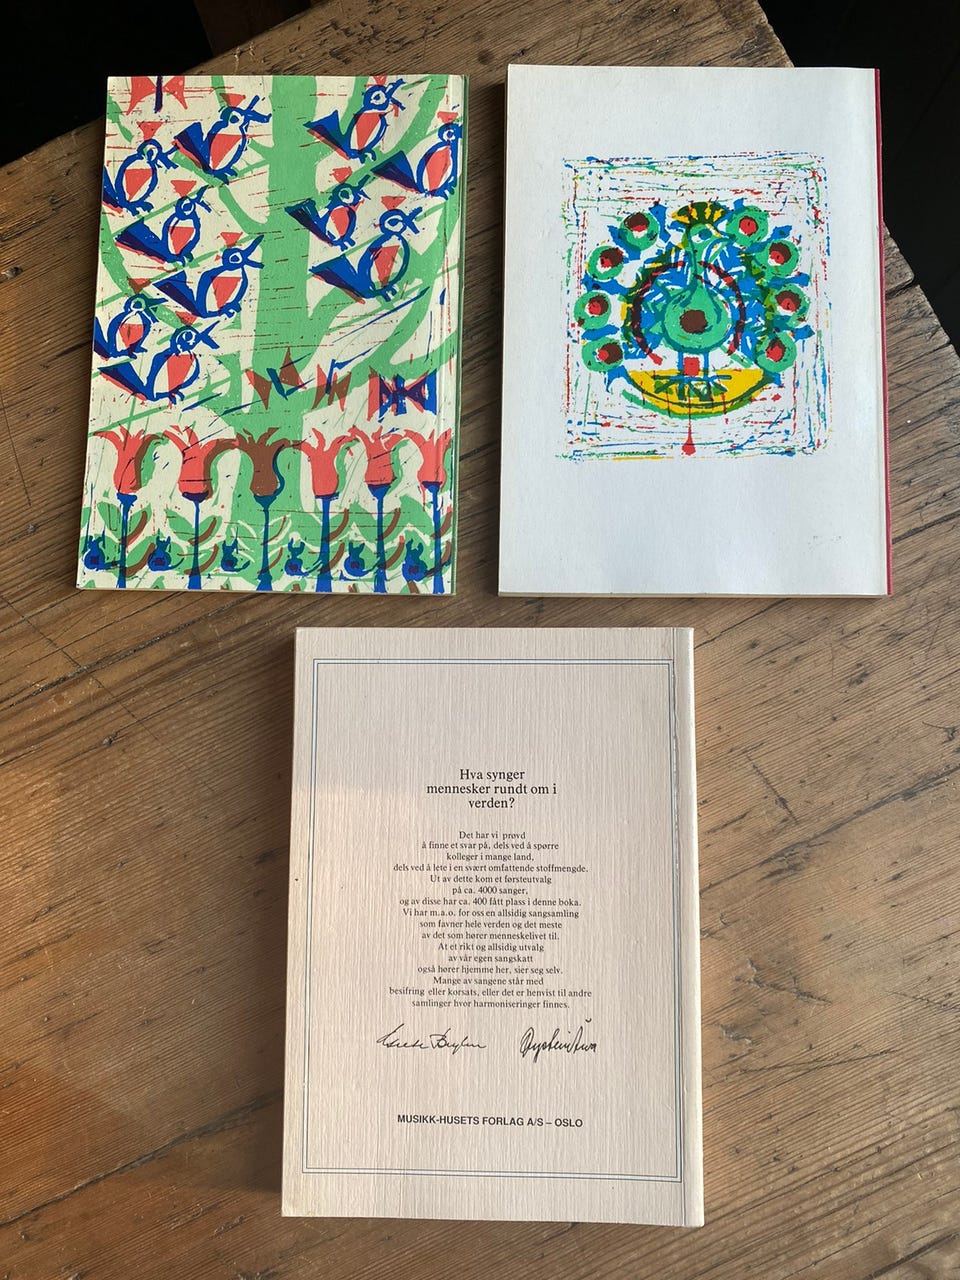 Hva synger
mennesker rundt om i
verden?
Det har vi prøvd
å finne et svar på, dels ved å spørre
kolleger i mange land,
dels ved å lete i en svært omfattende stoffmengde.
Ut av dette kom et førsteutvalg
på ca. 4000 sanger,
og av disse har ca. 400 fått plass i denne boka.
Vi har m.a.o. for oss en allsidig sangsamling
som favner hele verden og det meste
av det som hører menneskelivet til.
At et rikt og allsidig utvalg
av vår egen sangskatt
også hører hjemme her, sier seg selv.
Mange av sangene står med
besifring eller korsats, eller det er henvist til andre
samlinger hvor harmoniseringer finnes.
MUSIKK-HUSETS FORLAG A/S – OSLO